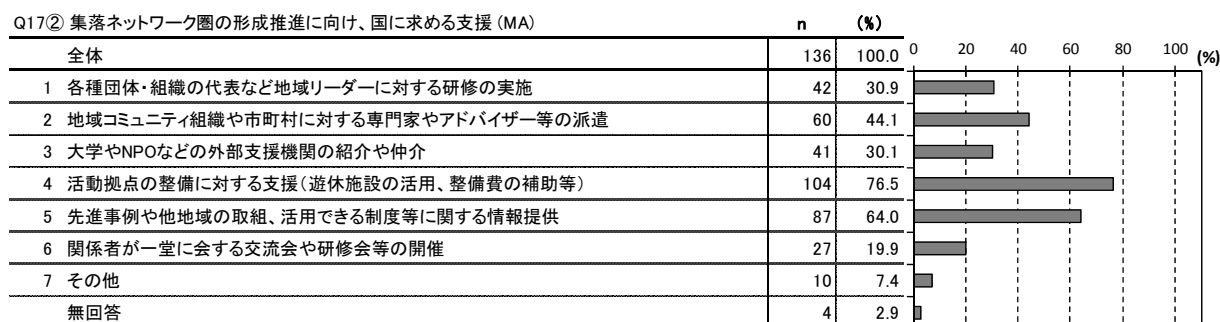 Q17② 集落ネットワーク圏の形成推進に向け、国に求める支援(MA) n (%)
全体 136 100.0
0 20 40 60 80 100 (%)
1 各種団体・組織の代表など地域リーダーに対する研修の実施 42 30.9
2 地域コミュニティ組織や市町村に対する専門家やアドバイザー等の派遣 60 44.1
3 大学やNPOなどの外部支援機関の紹介や仲介 41 30.1
4 活動拠点の整備に対する支援(遊休施設の活用、整備費の補助等) 104 76.5
5 先進事例や他地域の取組、活用できる制度等に関する情報提供 87 64.0
6 関係者が一堂に会する交流会や研修会等の開催 27 19.9
7 その他 10 7.4
無回答 4 2.9